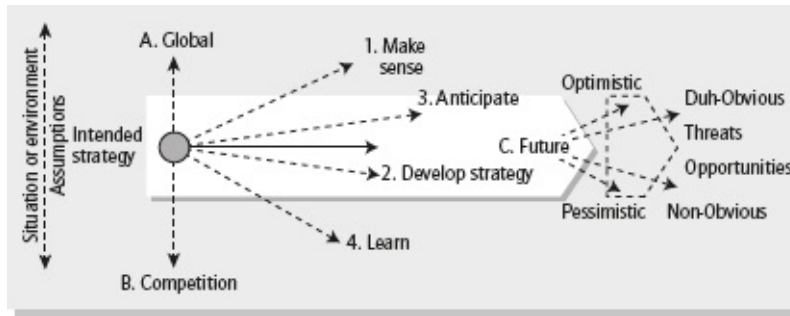 Situation or environment
Assumptions
A. Global
Intended
strategy
B. Competition
1. Make
sense
3. Anticipate
2. Develop strategy
4. Learn
C. Future
Optimistic
Pessimistic
Duh-Obvious
Threats
Opportunities
Non-Obvious